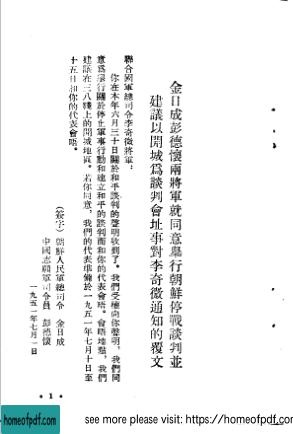 金日成彭德懷兩將軍就同意舉行朝鮮停戰談判並
建議以開城爲談判會址事對李奇微通知的覆文
聯合國軍總司令李奇微將軍：
你在本年六月三十日關於和平談判的聲明收到了。我們受權向你聲明，我們同
意爲舉行關於停止軍事行動和建立和平的談判而和你的代表會晤。會晤地點，我們
建議在三八綫上的開城地區。若你同意，我們的代表準備於一九五一年七月十日至
十五日和你的代表會晤。
（簽字）朝鮮人民軍總司令 金日成
中國志願軍司令員 彭德懷
一九五一年七月一日
• 1 •
homeofpdf.com
see more please visit: https://homeofpdf.com